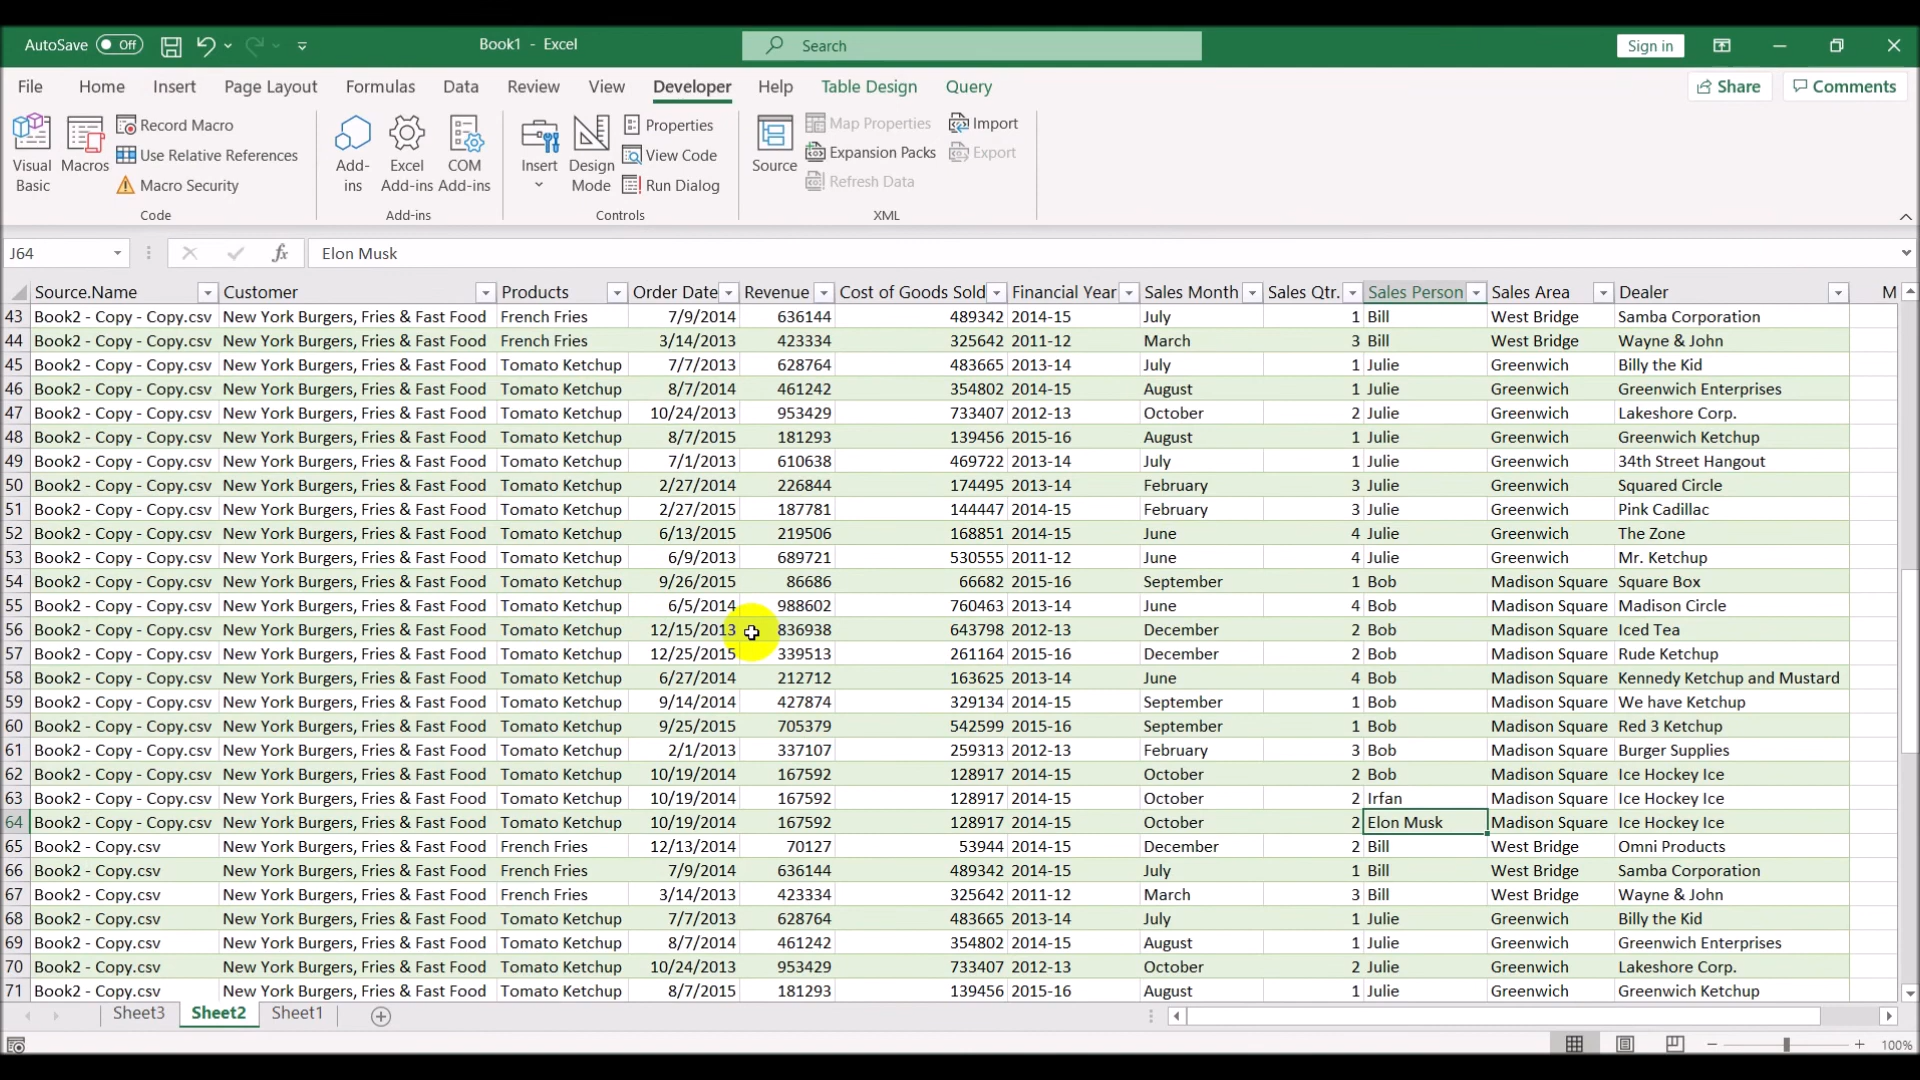 AutoSave Off Book1 - Excel Search Sign in
File Home Insert Page Layout Formulas Data Review View Developer Help Table Design Query Share Comments
Visual Basic
Macros
Record Macro
Use Relative References
Macro Security
Code
Add-ins
Excel Add-ins
COM Add-ins
Add-ins
Insert
Design Mode
Properties
View Code
Run Dialog
Controls
Source
Map Properties
Expansion Packs
Refresh Data
Import
Export
XML
J64 fx Elon Musk
Source.Name Customer Products Order Date Revenue Cost of Goods Sold Financial Year Sales Month Sales Qtr. Sales Person Sales Area Dealer M
43 Book2 - Copy - Copy.csv New York Burgers, Fries & Fast Food French Fries 7/9/2014 636144 489342 2014-15 July 1 Bill West Bridge Samba Corporation
44 Book2 - Copy - Copy.csv New York Burgers, Fries & Fast Food French Fries 3/14/2013 423334 325642 2011-12 March 3 Bill West Bridge Wayne & John
45 Book2 - Copy - Copy.csv New York Burgers, Fries & Fast Food Tomato Ketchup 7/7/2013 628764 483665 2013-14 July 1 Julie Greenwich Billy the Kid
46 Book2 - Copy - Copy.csv New York Burgers, Fries & Fast Food Tomato Ketchup 8/7/2014 461242 354802 2014-15 August 1 Julie Greenwich Greenwich Enterprises
47 Book2 - Copy - Copy.csv New York Burgers, Fries & Fast Food Tomato Ketchup 10/24/2013 953429 733407 2012-13 October 2 Julie Greenwich Lakeshore Corp.
48 Book2 - Copy - Copy.csv New York Burgers, Fries & Fast Food Tomato Ketchup 8/7/2015 181293 139456 2015-16 August 1 Julie Greenwich Greenwich Ketchup
49 Book2 - Copy - Copy.csv New York Burgers, Fries & Fast Food Tomato Ketchup 7/1/2013 610638 469722 2013-14 July 1 Julie Greenwich 34th Street Hangout
50 Book2 - Copy - Copy.csv New York Burgers, Fries & Fast Food Tomato Ketchup 2/27/2014 226844 174495 2013-14 February 3 Julie Greenwich Squared Circle
51 Book2 - Copy - Copy.csv New York Burgers, Fries & Fast Food Tomato Ketchup 2/27/2015 187781 144447 2014-15 February 3 Julie Greenwich Pink Cadillac
52 Book2 - Copy - Copy.csv New York Burgers, Fries & Fast Food Tomato Ketchup 6/13/2015 219506 168851 2014-15 June 4 Julie Greenwich The Zone
53 Book2 - Copy - Copy.csv New York Burgers, Fries & Fast Food Tomato Ketchup 6/9/2013 689721 530555 2011-12 June 4 Julie Greenwich Mr. Ketchup
54 Book2 - Copy - Copy.csv New York Burgers, Fries & Fast Food Tomato Ketchup 9/26/2015 86686 66682 2015-16 September 1 Bob Madison Square Square Box
55 Book2 - Copy - Copy.csv New York Burgers, Fries & Fast Food Tomato Ketchup 6/5/2014 988602 760463 2013-14 June 4 Bob Madison Square Madison Circle
56 Book2 - Copy - Copy.csv New York Burgers, Fries & Fast Food Tomato Ketchup 12/15/2013 836938 643798 2012-13 December 2 Bob Madison Square Iced Tea
57 Book2 - Copy - Copy.csv New York Burgers, Fries & Fast Food Tomato Ketchup 12/25/2015 339513 261164 2015-16 December 2 Bob Madison Square Rude Ketchup
58 Book2 - Copy - Copy.csv New York Burgers, Fries & Fast Food Tomato Ketchup 6/27/2014 212712 163625 2013-14 June 4 Bob Madison Square Kennedy Ketchup and Mustard
59 Book2 - Copy - Copy.csv New York Burgers, Fries & Fast Food Tomato Ketchup 9/14/2014 427874 329134 2014-15 September 1 Bob Madison Square We have Ketchup
60 Book2 - Copy - Copy.csv New York Burgers, Fries & Fast Food Tomato Ketchup 9/25/2015 705379 542599 2015-16 September 1 Bob Madison Square Red 3 Ketchup
61 Book2 - Copy - Copy.csv New York Burgers, Fries & Fast Food Tomato Ketchup 2/1/2013 337107 259313 2012-13 February 3 Bob Madison Square Burger Supplies
62 Book2 - Copy - Copy.csv New York Burgers, Fries & Fast Food Tomato Ketchup 10/19/2014 167592 128917 2014-15 October 2 Bob Madison Square Ice Hockey Ice
63 Book2 - Copy - Copy.csv New York Burgers, Fries & Fast Food Tomato Ketchup 10/19/2014 167592 128917 2014-15 October 2 Irfan Madison Square Ice Hockey Ice
64 Book2 - Copy - Copy.csv New York Burgers, Fries & Fast Food Tomato Ketchup 10/19/2014 167592 128917 2014-15 October 2 Elon Musk Madison Square Ice Hockey Ice
65 Book2 - Copy.csv New York Burgers, Fries & Fast Food French Fries 12/13/2014 70127 53944 2014-15 December 2 Bill West Bridge Omni Products
66 Book2 - Copy.csv New York Burgers, Fries & Fast Food French Fries 7/9/2014 636144 489342 2014-15 July 1 Bill West Bridge Samba Corporation
67 Book2 - Copy.csv New York Burgers, Fries & Fast Food French Fries 3/14/2013 423334 325642 2011-12 March 3 Bill West Bridge Wayne & John
68 Book2 - Copy.csv New York Burgers, Fries & Fast Food Tomato Ketchup 7/7/2013 628764 483665 2013-14 July 1 Julie Greenwich Billy the Kid
69 Book2 - Copy.csv New York Burgers, Fries & Fast Food Tomato Ketchup 8/7/2014 461242 354802 2014-15 August 1 Julie Greenwich Greenwich Enterprises
70 Book2 - Copy.csv New York Burgers, Fries & Fast Food Tomato Ketchup 10/24/2013 953429 733407 2012-13 October 2 Julie Greenwich Lakeshore Corp.
71 Book2 - Copy.csv New York Burgers, Fries & Fast Food Tomato Ketchup 8/7/2015 181293 139456 2015-16 August 1 Julie Greenwich Greenwich Ketchup
Sheet3 Sheet2 Sheet1
100%